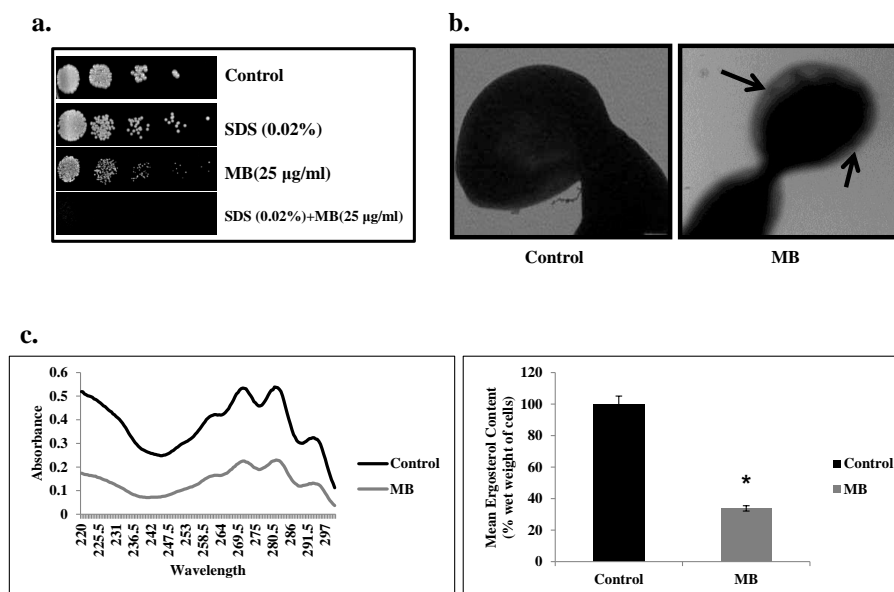 a.
Control
SDS (0.02%)
MB(25 µg/ml)
SDS (0.02%)+MB(25 µg/ml)
b.
Control
MB
c.
0.6
0.5
0.4
0.3
0.2
0.1
0
Absorbance
220
225.5
231
236.5
242
247.5
253
258.5
264
269.5
275
280.5
286
291.5
297
Wavelength
Control
MB
120
100
80
60
40
20
0
Mean Ergosterol Content
(% wet weight of cells)
*
Control
MB
Control
MB